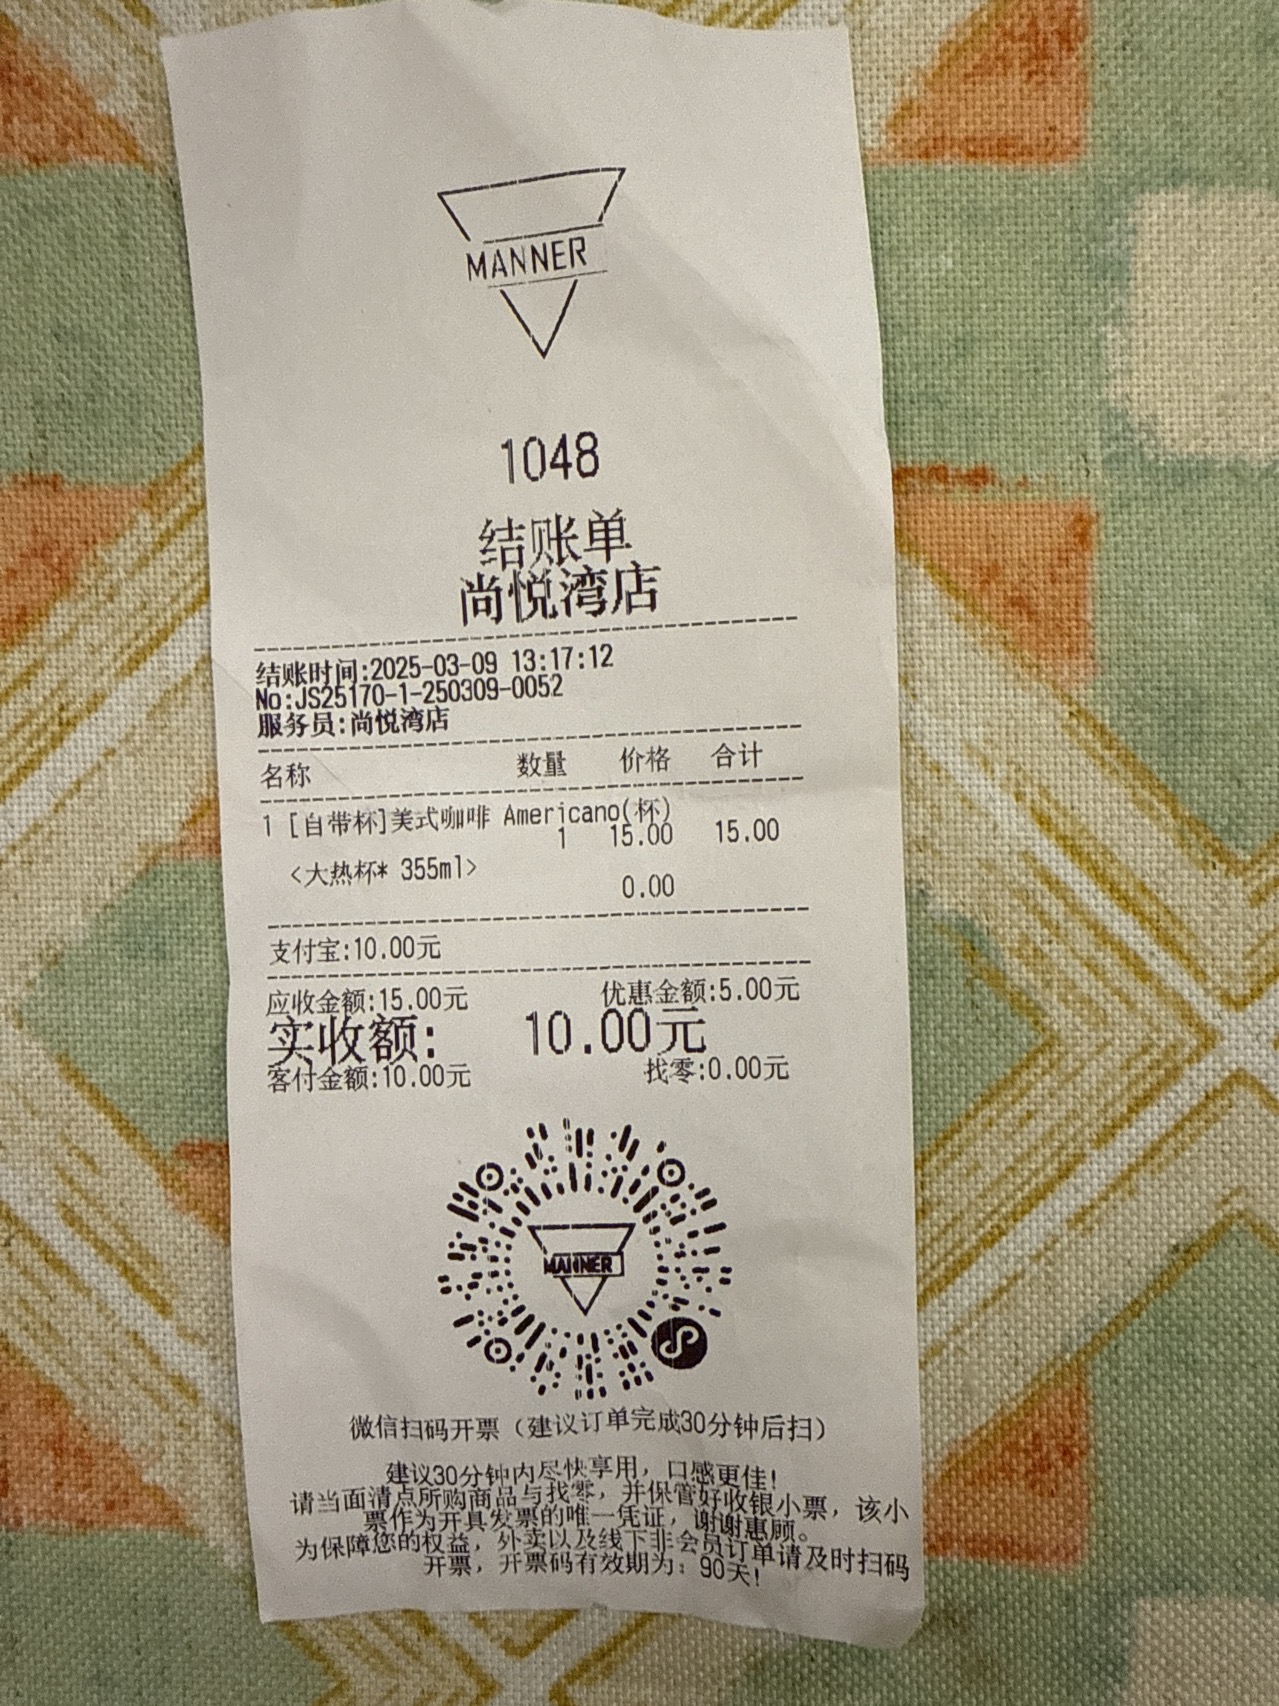 MANNER
1048
结账单
尚悦湾店
结账时间:2025-03-09 13:17:12
No:JS25170-1-250309-0052
服务员:尚悦湾店
名称 数量 价格 合计
1 [自带杯]美式咖啡 Americano(杯)
1 15.00 15.00
<大热杯* 355ml>
0.00
支付宝:10.00元
应收金额:15.00元 优惠金额:5.00元
实收额: 10.00元
客付金额:10.00元 找零:0.00元
MANNER
微信扫码开票（建议订单完成30分钟后扫）
建议30分钟内尽快享用，口感更佳！
请当面清点所购商品与找零，并保管好收银小票，该小
票作为开具发票的唯一凭证，谢谢惠顾。
为保障您的权益，外卖以及线下非会员订单请及时扫码
开票，开票码有效期为：90天！